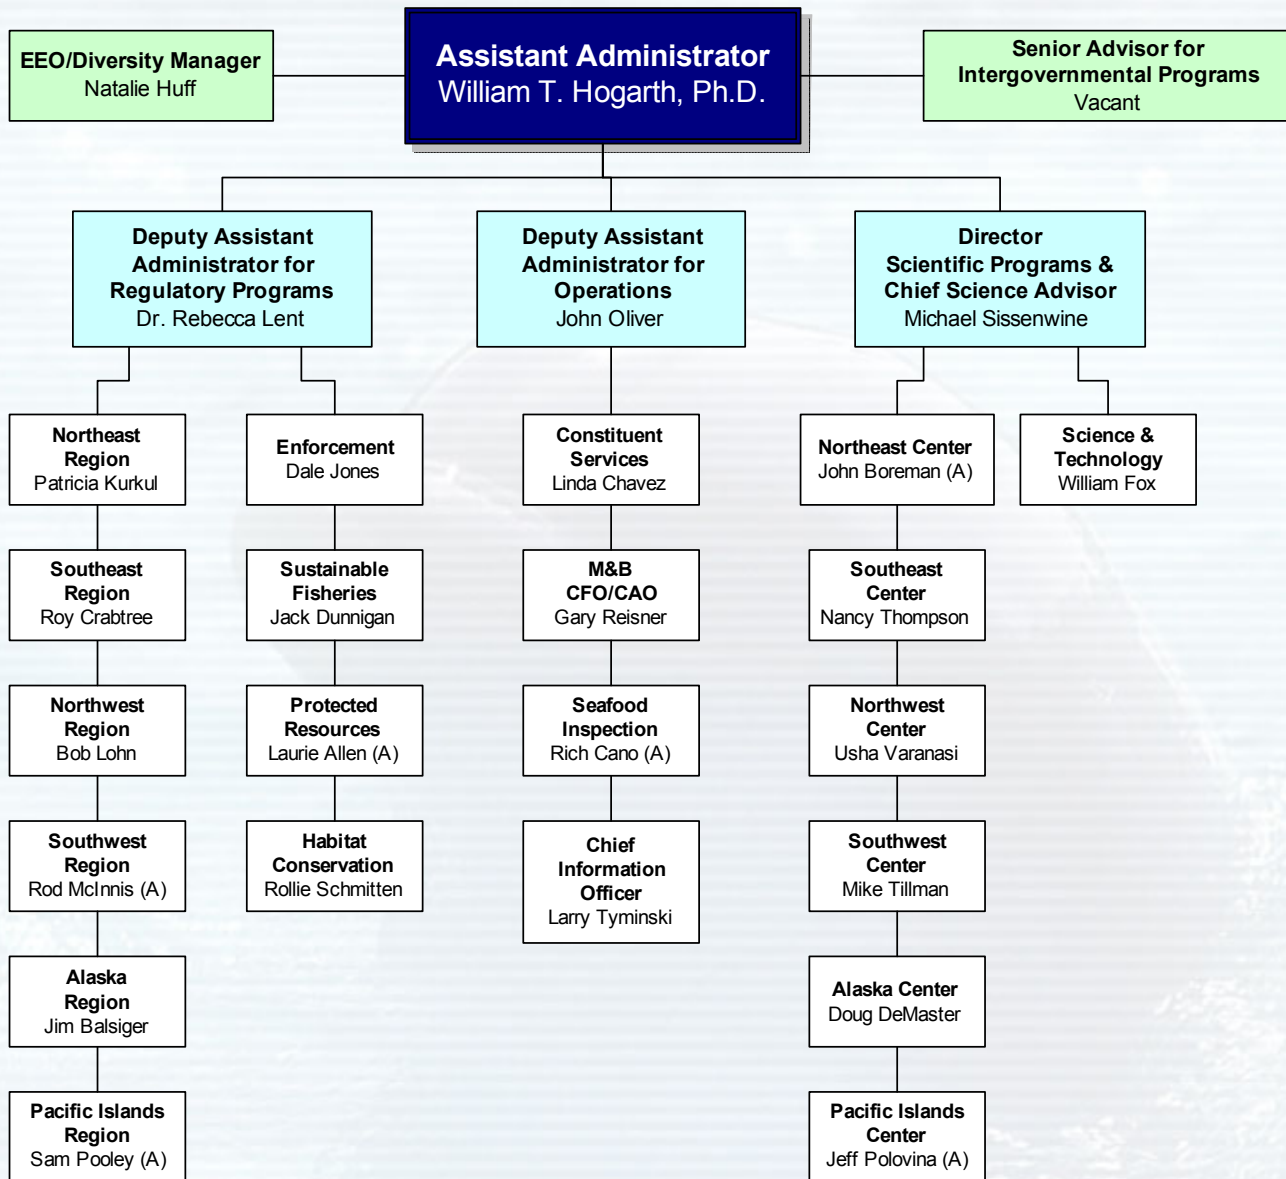 EEO/Diversity Manager
Natalie Huff
Assistant Administrator
William T. Hogarth, Ph.D.
Senior Advisor for
Intergovernmental Programs
Vacant
Deputy Assistant
Administrator for
Regulatory Programs
Dr. Rebecca Lent
Deputy Assistant
Administrator for
Operations
John Oliver
Director
Scientific Programs &
Chief Science Advisor
Michael Sissenwine
Northeast
Region
Patricia Kurkul
Enforcement
Dale Jones
Constituent
Services
Linda Chavez
Northeast Center
John Boreman (A)
Science &
Technology
William Fox
Southeast
Region
Roy Crabtree
Sustainable
Fisheries
Jack Dunnigan
M&B
CFO/CAO
Gary Reisner
Southeast
Center
Nancy Thompson
Northwest
Region
Bob Lohn
Protected
Resources
Laurie Allen (A)
Seafood
Inspection
Rich Cano (A)
Northwest
Center
Usha Varanasi
Southwest
Region
Rod McInnis (A)
Habitat
Conservation
Rollie Schmitten
Chief
Information
Officer
Larry Tyminski
Southwest
Center
Mike Tillman
Alaska
Region
Jim Balsiger
Alaska Center
Doug DeMaster
Pacific Islands
Region
Sam Pooley (A)
Pacific Islands
Center
Jeff Polovina (A)